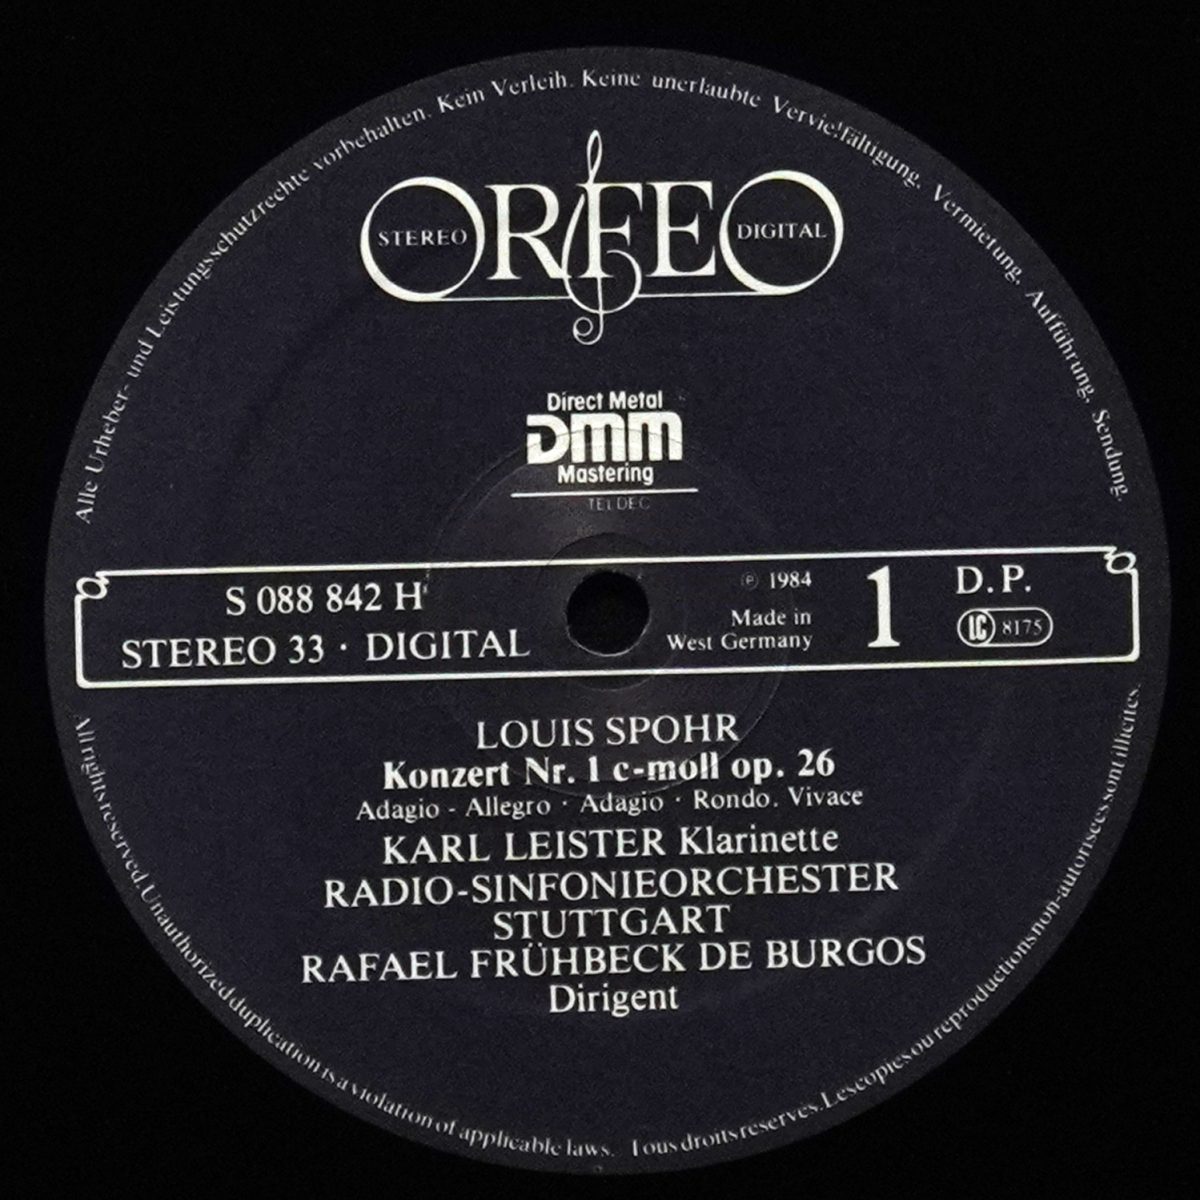 Alle Urheber- und Leistungsschutzrechte vorbehalten. Kein Verleih. Keine unerlaubte Vervielfältigung, Vermietung, Aufführung, Sendung.
ORFEO
STEREO
DIGITAL
Direct Metal
DMM
Mastering
TELDEC
S 088 842 H
STEREO 33 · DIGITAL
℗ 1984
Made in
West Germany
1
D.P.
LC 8175
LOUIS SPOHR
Konzert Nr. 1 c-moll op. 26
Adagio - Allegro · Adagio · Rondo. Vivace
KARL LEISTER Klarinette
RADIO-SINFONIEORCHESTER
STUTTGART
RAFAEL FRÜHBECK DE BURGOS
Dirigent
All rights reserved. Unauthorized duplication is a violation of applicable laws. Tous droits reserves. Les copies ou reproductions non-autorisees sont illicites.